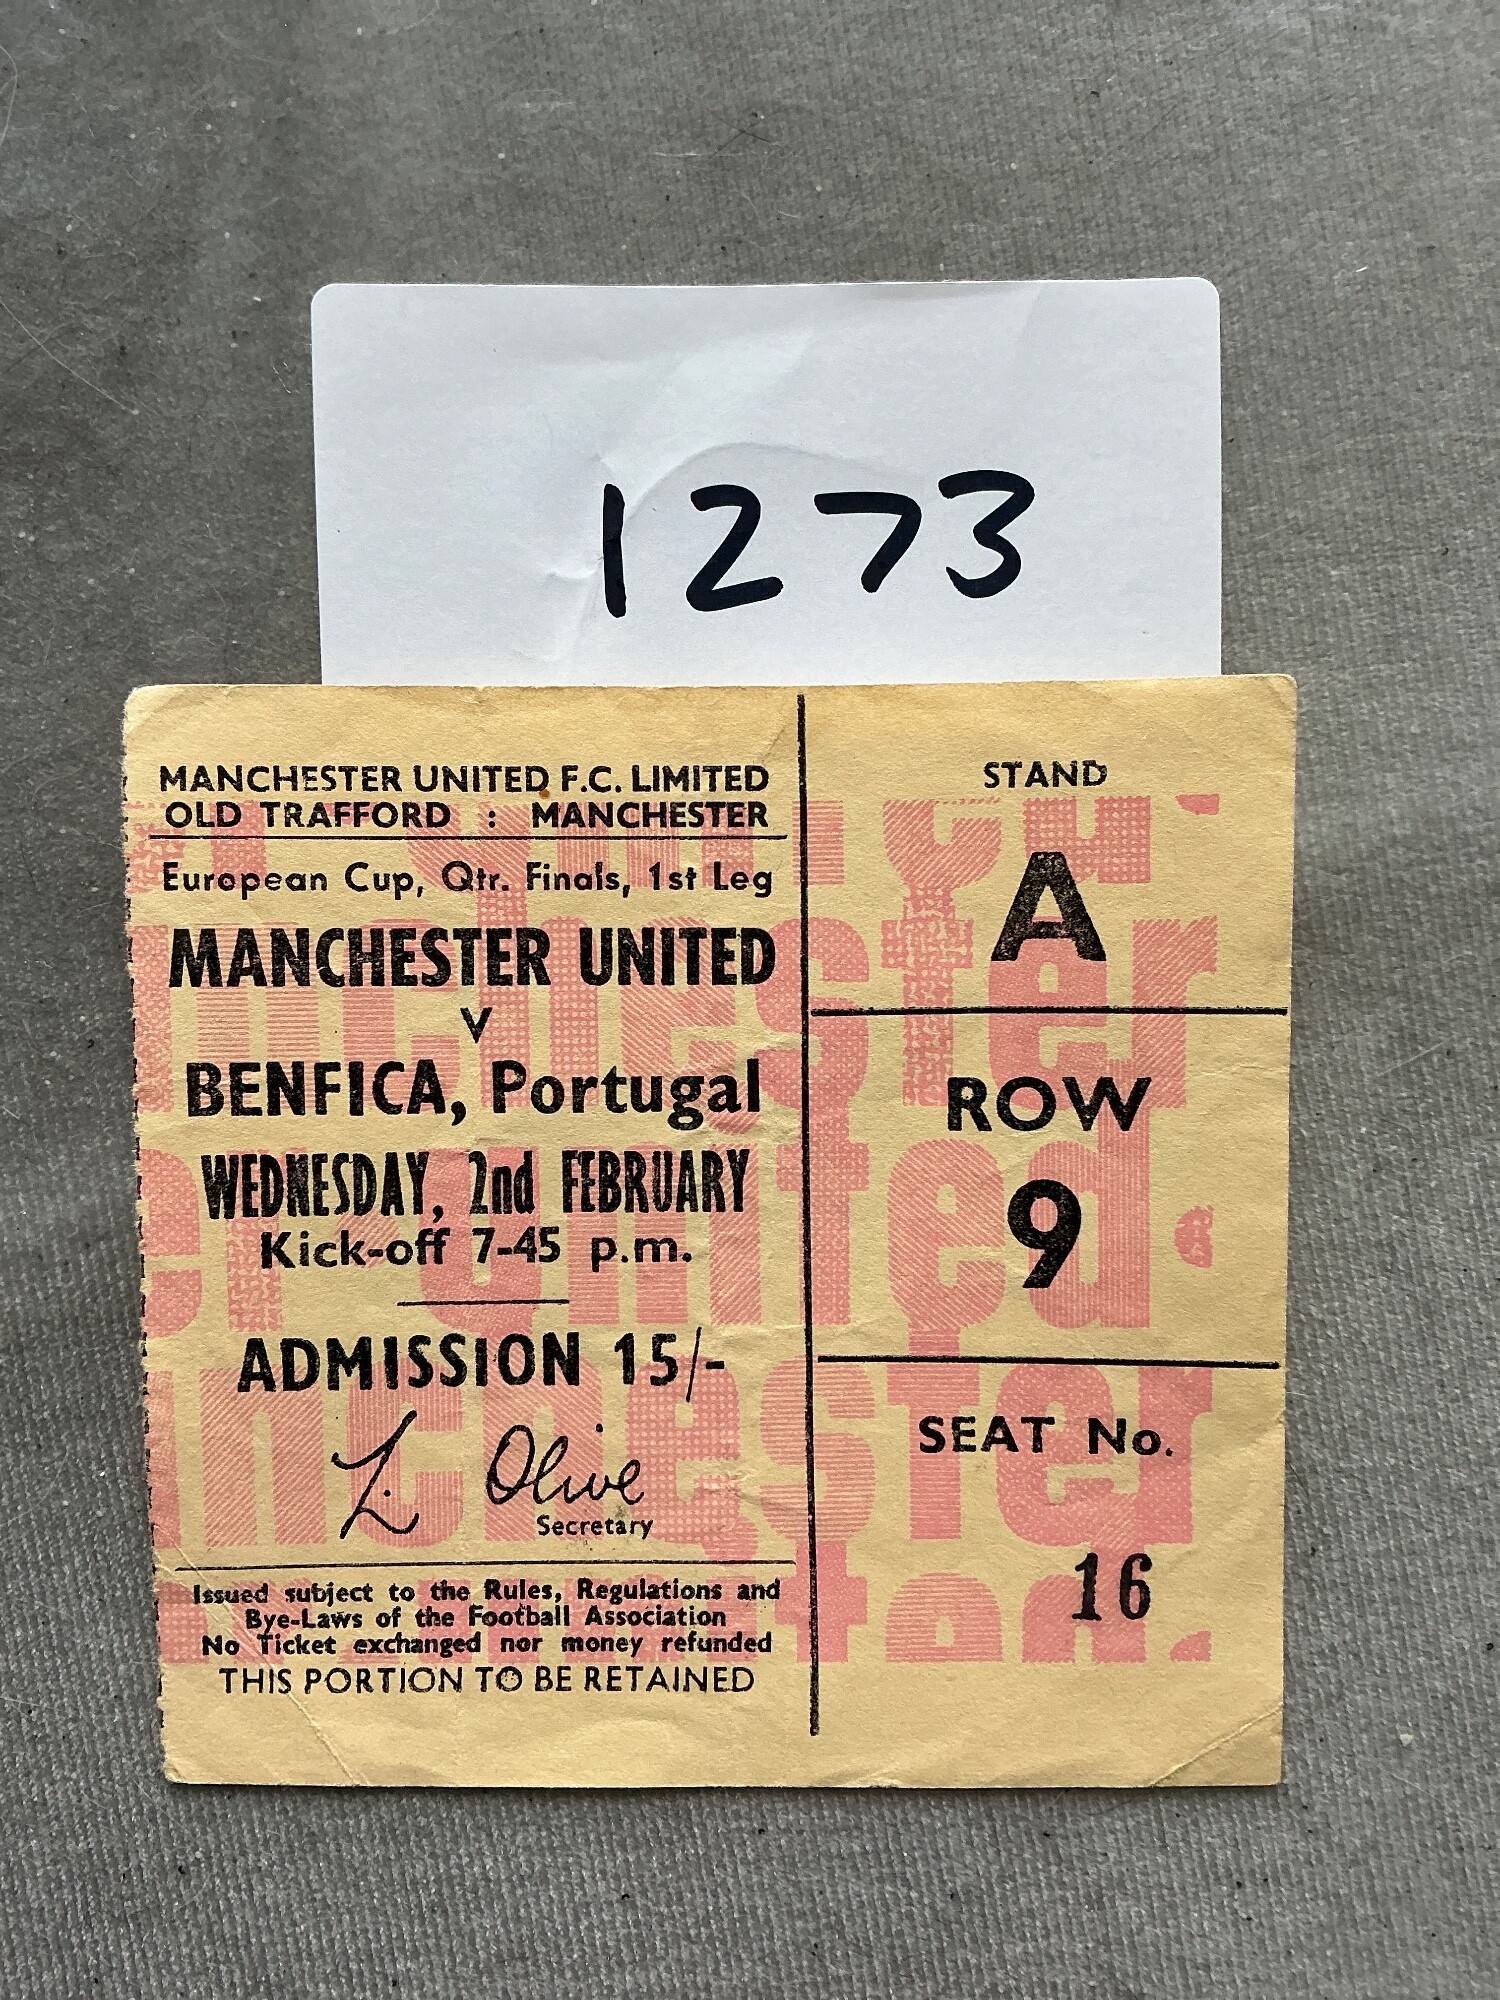 1273
MANCHESTER UNITED F.C. LIMITED
OLD TRAFFORD : MANCHESTER
European Cup, Qtr. Finals, 1st Leg
MANCHESTER UNITED
v
BENFICA, Portugal
WEDNESDAY, 2nd FEBRUARY
Kick-off 7-45 p.m.
ADMISSION 15/-
L. Olive
Secretary
Issued subject to the Rules, Regulations and
Bye-Laws of the Football Association
No Ticket exchanged nor money refunded
THIS PORTION TO BE RETAINED
STAND
A
ROW
9
SEAT No.
16